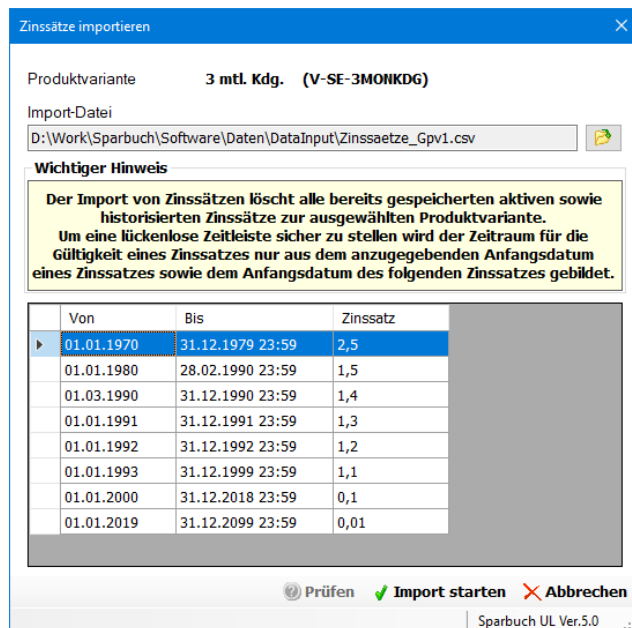 Zinssätze importieren
Produktvariante 3 mtl. Kdg. (V-SE-3MONKDG)
Import-Datei
D:\Work\Sparbuch\Software\Daten\DataInput\Zinssaetze_Gpv1.csv
Wichtiger Hinweis
Der Import von Zinssätzen löscht alle bereits gespeicherten aktiven sowie
historisierten Zinssätze zur ausgewählten Produktvariante.
Um eine lückenlose Zeitleiste sicher zu stellen wird der Zeitraum für die
Gültigkeit eines Zinssatzes nur aus dem anzugegebenden Anfangsdatum
eines Zinssatzes sowie dem Anfangsdatum des folgenden Zinssatzes gebildet.
Von Bis Zinssatz
01.01.1970 31.12.1979 23:59 2,5
01.01.1980 28.02.1990 23:59 1,5
01.03.1990 31.12.1990 23:59 1,4
01.01.1991 31.12.1991 23:59 1,3
01.01.1992 31.12.1992 23:59 1,2
01.01.1993 31.12.1999 23:59 1,1
01.01.2000 31.12.2018 23:59 0,1
01.01.2019 31.12.2099 23:59 0,01
Prüfen Import starten Abbrechen
Sparbuch UL Ver.5.0